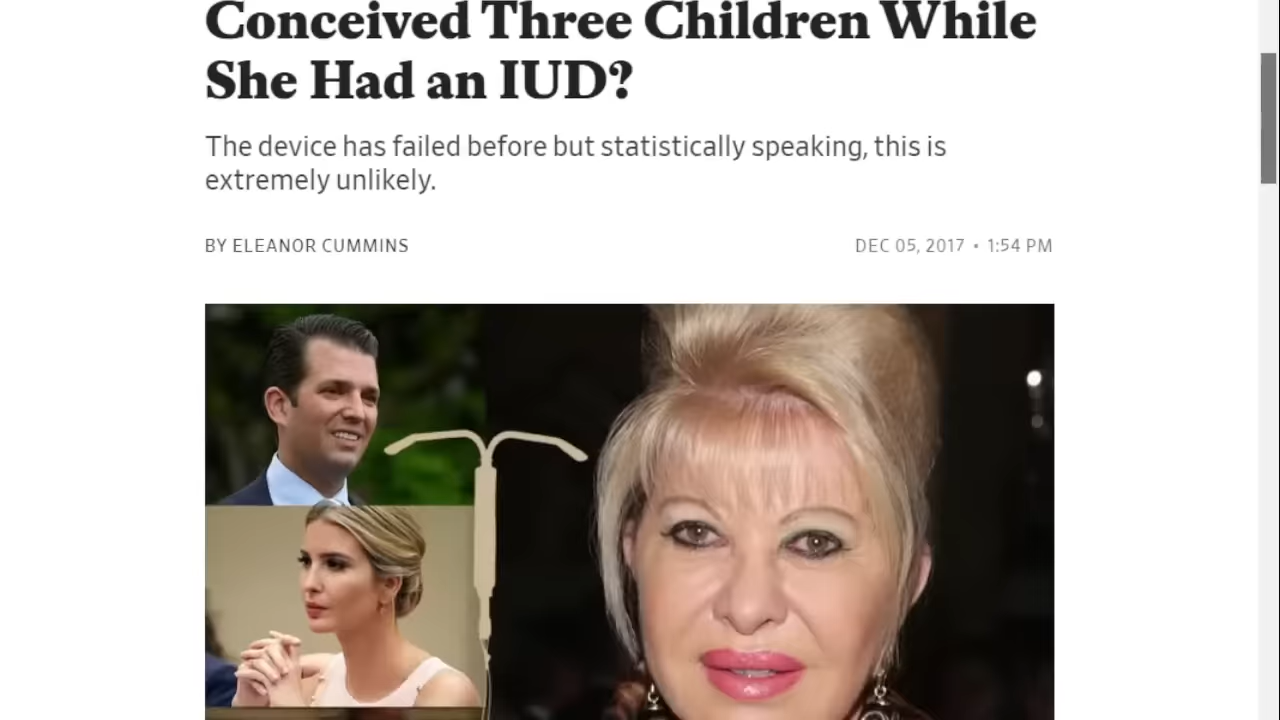 Conceived Three Children While
She Had an IUD?
The device has failed before but statistically speaking, this is
extremely unlikely.
BY ELEANOR CUMMINS
DEC 05, 2017 • 1:54 PM